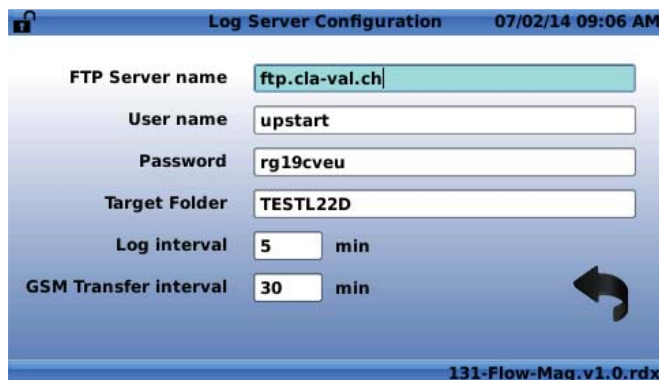 Log Server Configuration 07/02/14 09:06 AM
FTP Server name ftp.cla-val.ch
User name upstart
Password rg19cveu
Target Folder TESTL22D
Log interval 5 min
GSM Transfer interval 30 min
131-Flow-Mag.v1.0.rdx